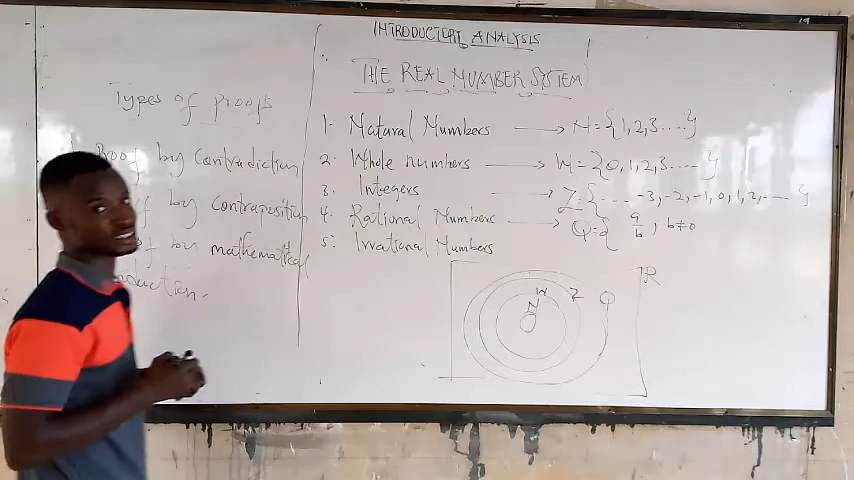 INTRODUCTORY ANALYSIS
Types of proofs
Proof by Contradiction
by contraposition
by mathematical
THE REAL NUMBER SYSTEM
1. Natural Numbers → N = {1, 2, 3 ....}
2. Whole numbers → W = {0, 1, 2, 3 .....}
3. Integers → Z = {.... -3, -2, -1, 0, 1, 2, .....}
4. Rational Numbers → Q = { a/b , b≠0
5. Irrational Numbers
N W Z Q R